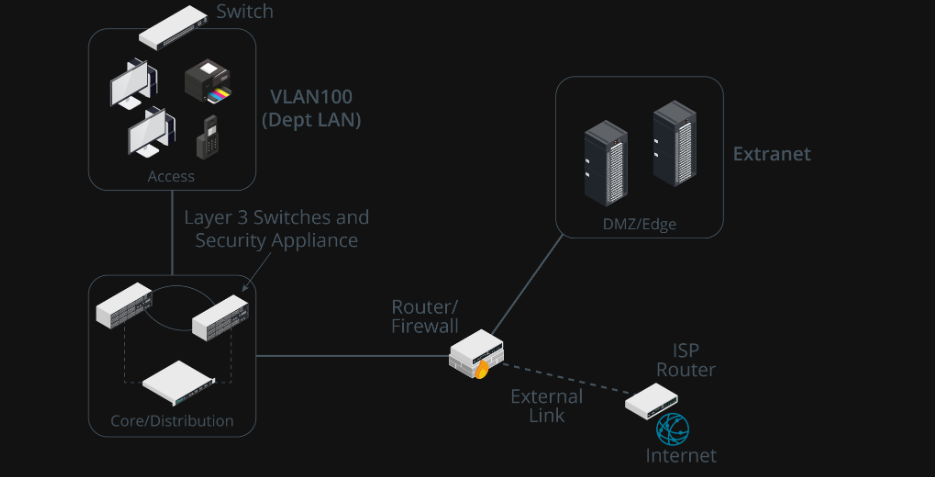 Switch
VLAN100
(Dept LAN)
Access
Extranet
DMZ/Edge
Layer 3 Switches and
Security Appliance
Router/
Firewall
Core/Distribution
External
Link
ISP
Router
Internet